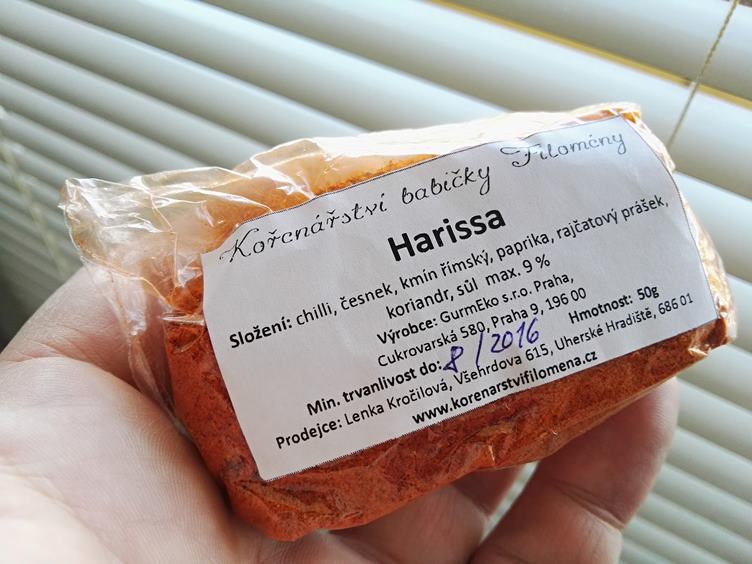 Kořenářství babičky Filomény
Harissa
Složení: chilli, česnek, kmín římský, paprika, rajčatový prášek,
koriandr, sůl max. 9 %
Výrobce: GurmEko s.r.o. Praha,
Cukrovarská 580, Praha 9, 196 00
Min. trvanlivost do: 8/2016 Hmotnost: 50g
Prodejce: Lenka Kročilová, Všehrdova 615, Uherské Hradiště, 686 01
www.korenarstvifilomena.cz